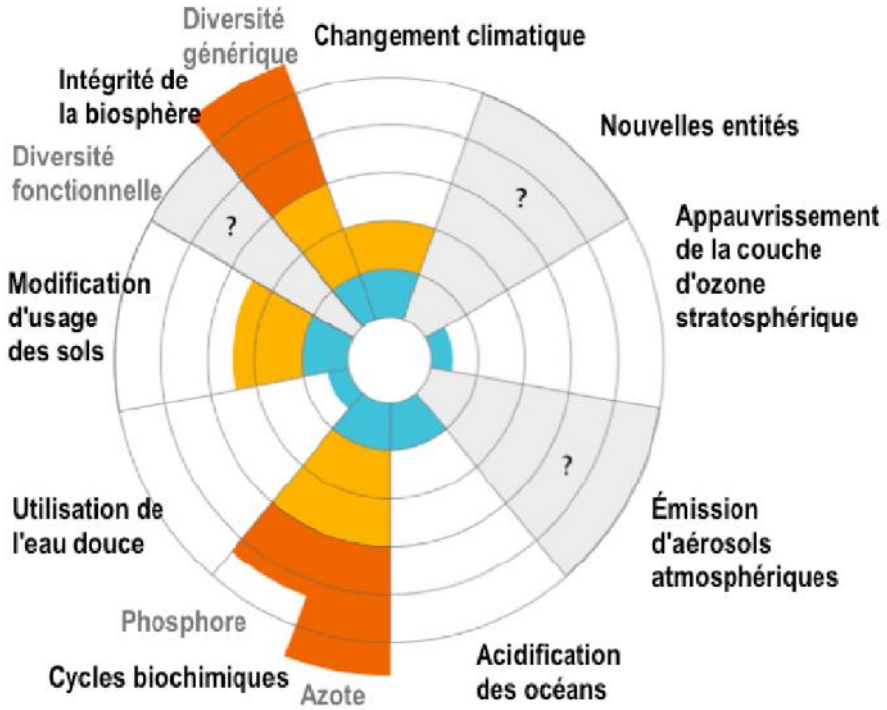 Diversité
générique
Changement climatique
Intégrité de
la biosphère
Nouvelles entités
Diversité
fonctionnelle
?
?
Appauvrissement
de la couche
d'ozone
stratosphérique
Modification
d'usage
des sols
?
Utilisation de
l'eau douce
Émission
d'aérosols
atmosphériques
Phosphore
Cycles biochimiques
Azote
Acidification
des océans